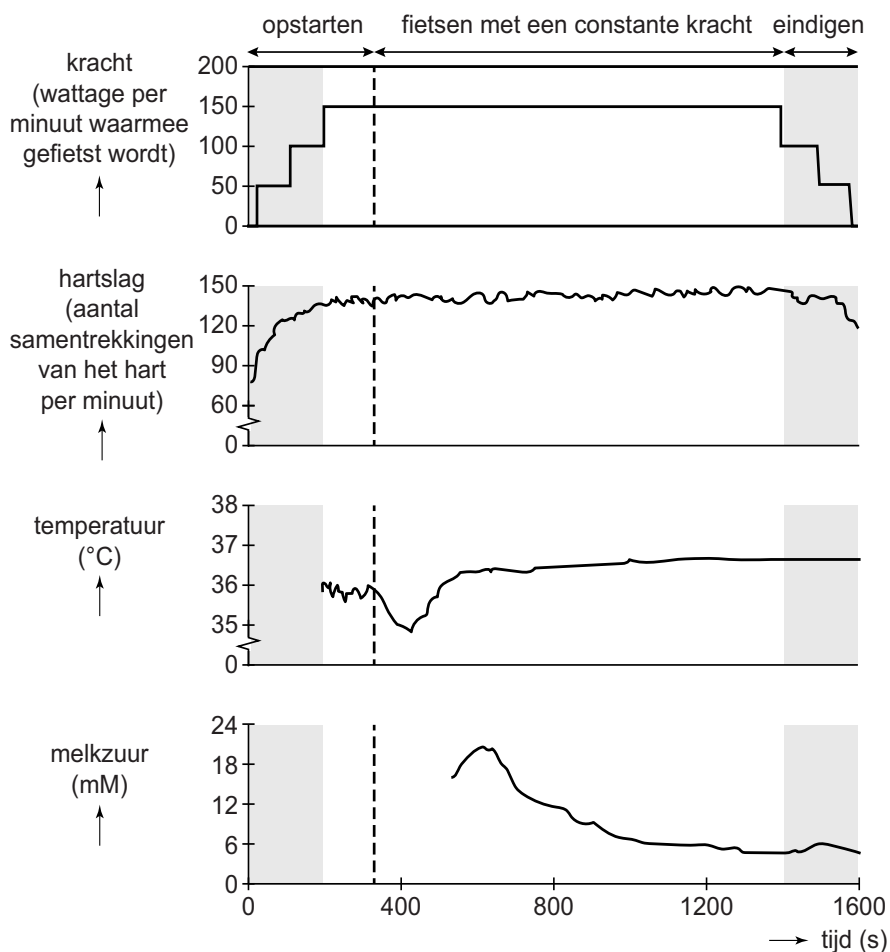 opstarten fietsen met een constante kracht eindigen
kracht
(wattage per
minuut waarmee
gefietst wordt)
200
150
100
50
0
hartslag
(aantal
samentrekkingen
van het hart
per minuut)
150
120
90
60
0
temperatuur
(°C)
38
37
36
35
0
melkzuur
(mM)
24
18
12
6
0
0 400 800 1200 1600
tijd (s)